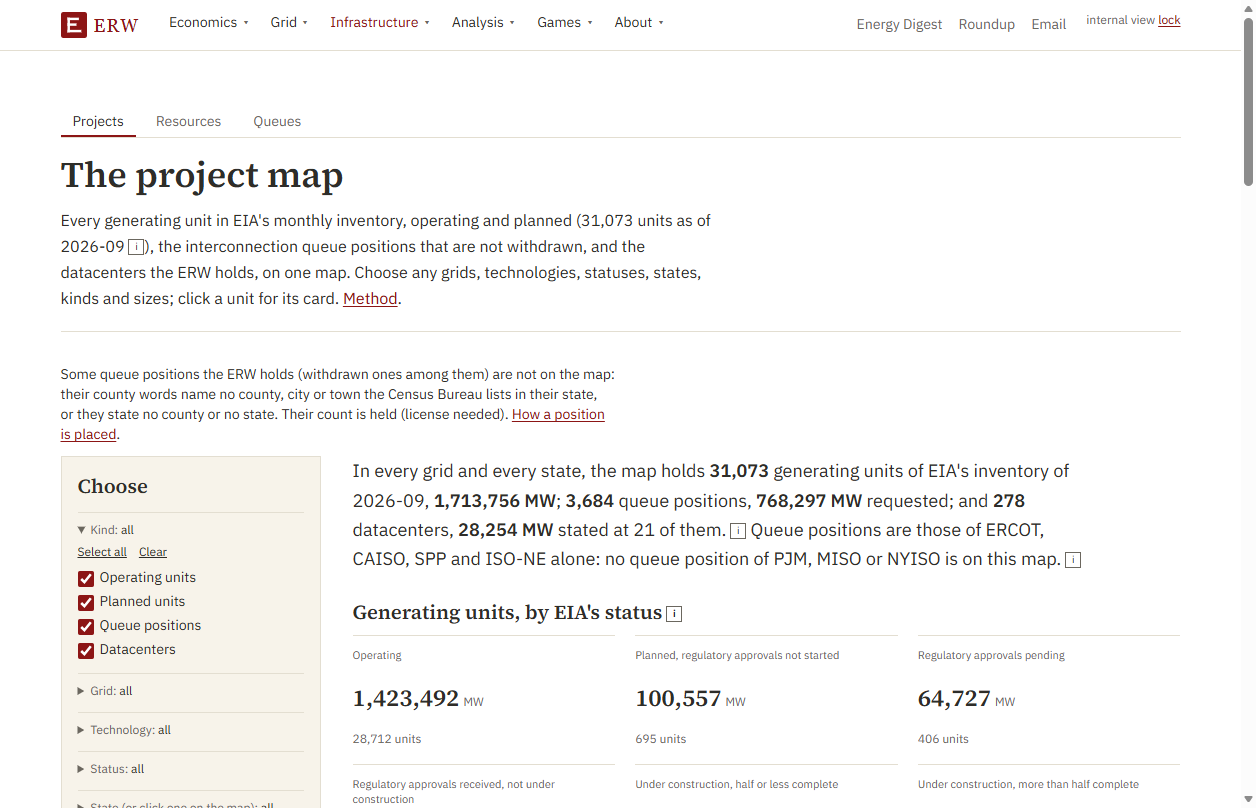 E ERW Economics Grid Infrastructure Analysis Games About Energy Digest Roundup Email internal view lock
Projects Resources Queues
The project map
Every generating unit in EIA's monthly inventory, operating and planned (31,073 units as of
2026-09 i), the interconnection queue positions that are not withdrawn, and the
datacenters the ERW holds, on one map. Choose any grids, technologies, statuses, states,
kinds and sizes; click a unit for its card. Method.
Some queue positions the ERW holds (withdrawn ones among them) are not on the map:
their county words name no county, city or town the Census Bureau lists in their state,
or they state no county or no state. Their count is held (license needed). How a position
is placed.
Choose
Kind: all
Select all Clear
Operating units
Planned units
Queue positions
Datacenters
Grid: all
Technology: all
Status: all
State (or click one on the map): all
In every grid and every state, the map holds 31,073 generating units of EIA's inventory of
2026-09, 1,713,756 MW; 3,684 queue positions, 768,297 MW requested; and 278
datacenters, 28,254 MW stated at 21 of them. i Queue positions are those of ERCOT,
CAISO, SPP and ISO-NE alone: no queue position of PJM, MISO or NYISO is on this map. i
Generating units, by EIA's status i
Operating
1,423,492 MW
28,712 units
Planned, regulatory approvals not started
100,557 MW
695 units
Regulatory approvals pending
64,727 MW
406 units
Regulatory approvals received, not under
construction
Under construction, half or less complete
Under construction, more than half complete